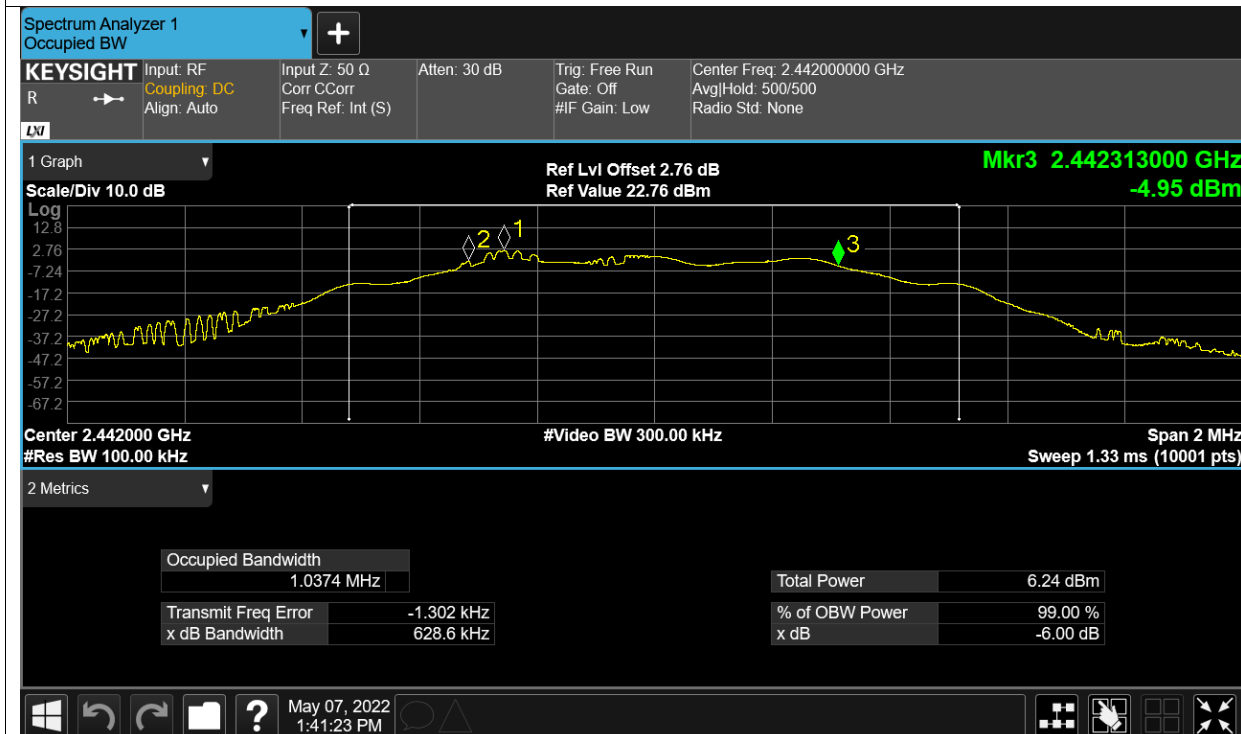 Spectrum Analyzer 1
Occupied BW
▼
+
KEYSIGHT
R
LXI
Input: RF
Coupling: DC
Align: Auto
Input Z: 50 Ω
Corr CCorr
Freq Ref: Int (S)
Atten: 30 dB
Trig: Free Run
Gate: Off
#IF Gain: Low
Center Freq: 2.442000000 GHz
Avg|Hold: 500/500
Radio Std: None
1 Graph ▼
Scale/Div 10.0 dB
Ref Lvl Offset 2.76 dB
Ref Value 22.76 dBm
Mkr3 2.442313000 GHz
-4.95 dBm
Log
12.8
2.76
-7.24
-17.2
-27.2
-37.2
-47.2
-57.2
-67.2
2 1 3
Center 2.442000 GHz
#Res BW 100.00 kHz
#Video BW 300.00 kHz
Span 2 MHz
Sweep 1.33 ms (10001 pts)
2 Metrics ▼
Occupied Bandwidth
1.0374 MHz
Transmit Freq Error -1.302 kHz
x dB Bandwidth 628.6 kHz
Total Power 6.24 dBm
% of OBW Power 99.00 %
x dB -6.00 dB
?
May 07, 2022
1:41:23 PM